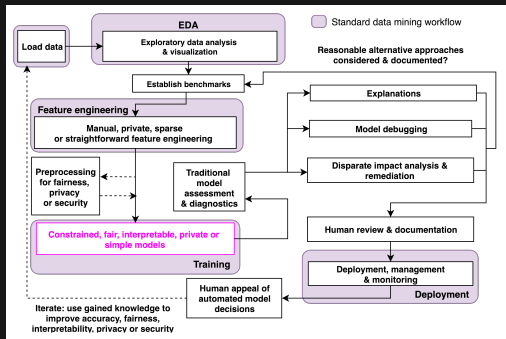 EDA
Standard data mining workflow
Load data
Exploratory data analysis
& visualization
Reasonable alternative approaches
considered & documented?
Establish benchmarks
Explanations
Feature engineering
Manual, private, sparse
or straightforward feature engineering
Model debugging
Preprocessing
for fairness,
privacy
or security
Traditional
model
assessment
& diagnostics
Disparate impact analysis &
remediation
Constrained, fair, interpretable, private or
simple models
Training
Human review & documentation
Deployment, management
& monitoring
Deployment
Human appeal of
automated model
decisions
Iterate: use gained knowledge to
improve accuracy, fairness,
interpretability, privacy or security